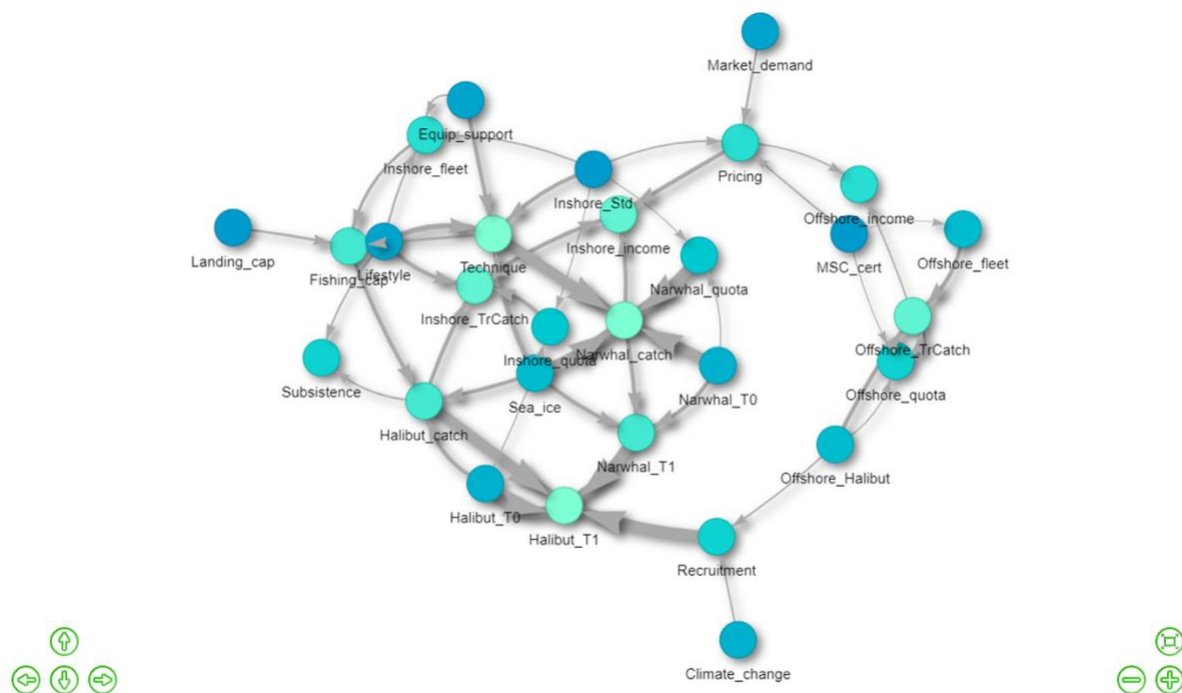 Market_demand
Equip_support
Inshore_fleet
Pricing
Inshore_Std
Offshore_income
Inshore_income
Landing_cap
Technique
MSC_cert
Offshore_fleet
Fishing_cap
Lifestyle
Narwhal_quota
Inshore_TrCatch
Offshore_TrCatch
Inshore_quota
Narwhal_catch
Subsistence
Offshore_quota
Sea_ice
Narwhal_T0
Halibut_catch
Narwhal_T1
Offshore_Halibut
Halibut_T0
Halibut_T1
Recruitment
Climate_change